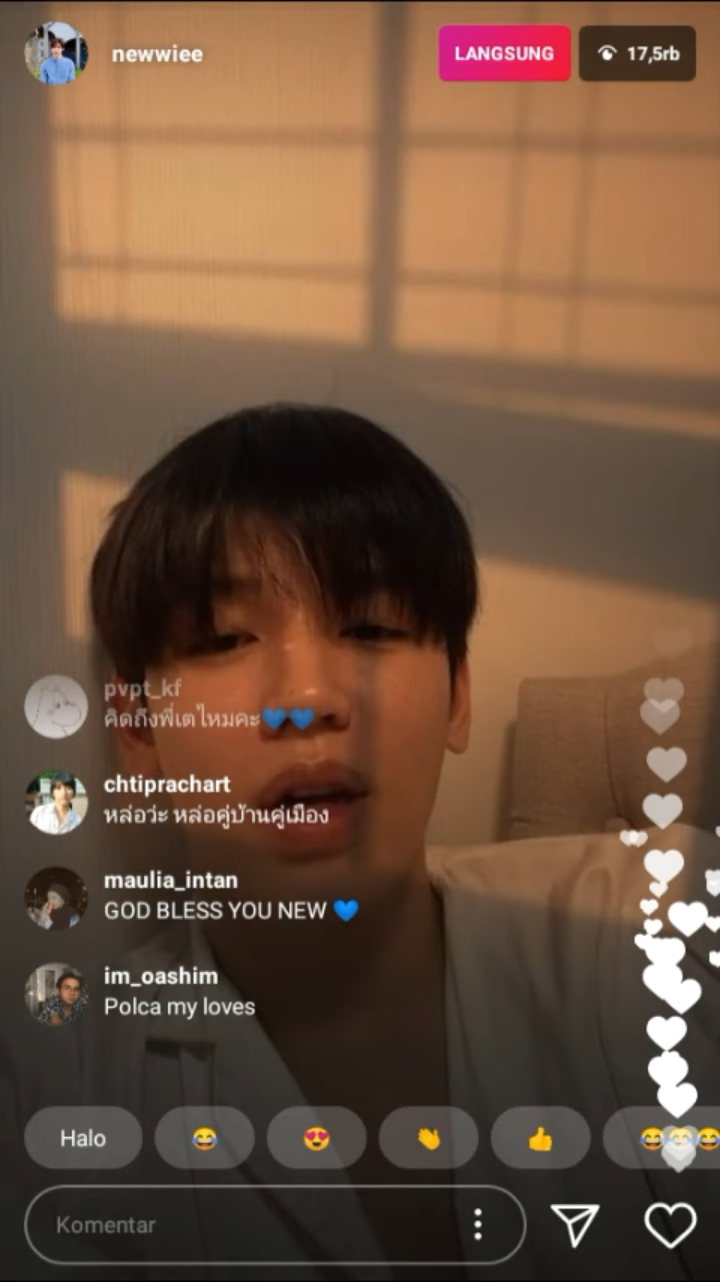 newwiee
LANGSUNG
17,5rb
pvpt_kf
คิดถึงพี่เตไหมคะ💙💙
chtiprachart
หล่อว่ะ หล่อคู่บ้านคู่เมือง
maulia_intan
GOD BLESS YOU NEW 💙
im_oashim
Polca my loves
Halo
Komentar